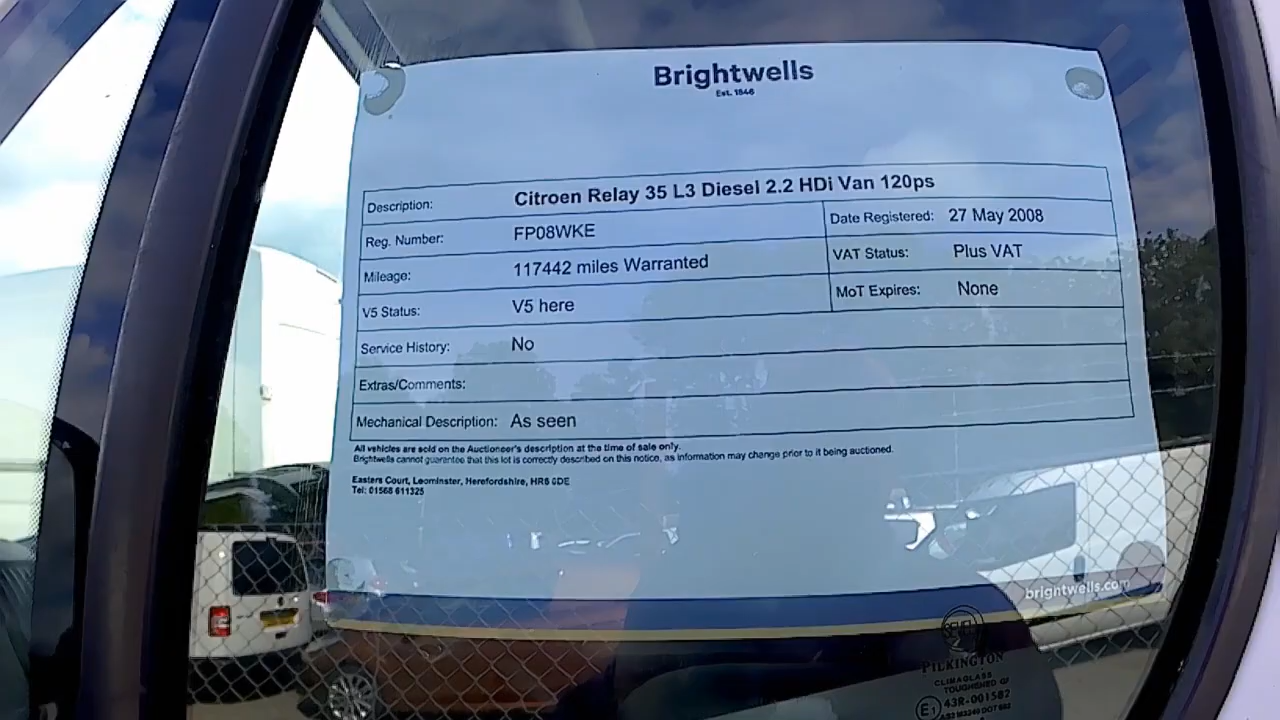 Brightwells
Est. 1846
Description: Citroen Relay 35 L3 Diesel 2.2 HDi Van 120ps
Reg. Number: FP08WKE Date Registered: 27 May 2008
Mileage: 117442 miles Warranted VAT Status: Plus VAT
V5 Status: V5 here MoT Expires: None
Service History: No
Extras/Comments:
Mechanical Description: As seen
All vehicles are sold on the Auctioneer's description at the time of sale only.
Brightwells cannot guarantee that this lot is correctly described on this notice, as information may change prior to it being auctioned.
Easters Court, Leominster, Herefordshire, HR6 0DE
Tel: 01568 611325
brightwells.com
PILKINGTON
CLIMAGLASS
TOUGHENED GF
E1 43R-001582